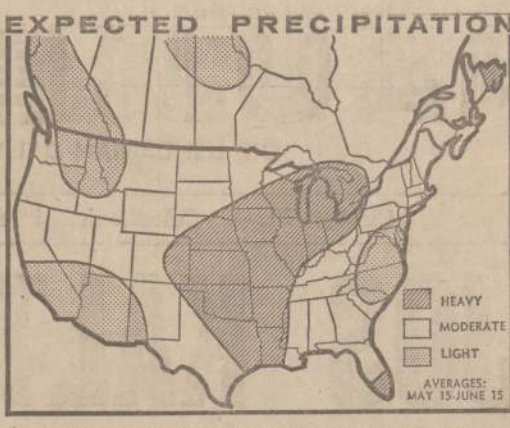 EXPECTED PRECIPITATION
HEAVY
MODERATE
LIGHT
AVERAGES:
MAY 15-JUNE 15